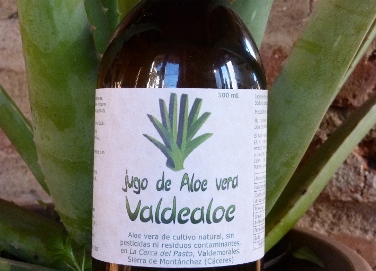 500 ml.
jugo de Aloe vera
Valdealoe
Aloe vera de cultivo natural, sin
pesticidas ni residuos contaminantes,
en La Cerca del Pasto, Valdemorales.
Sierra de Montánchez (Cáceres)